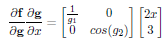 ∂𝐟/∂𝐠 ∂𝐠/∂x = [1/g₁ 0; 0 cos(g₂)] [2x; 3]